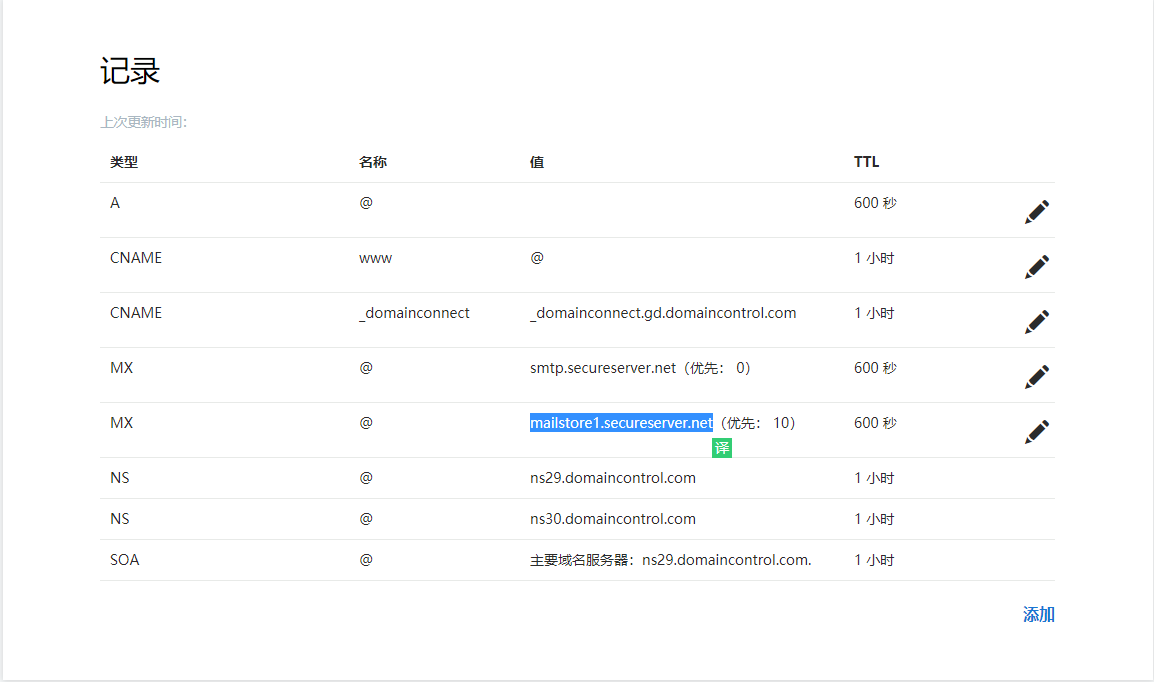 记录
上次更新时间：
类型 名称 值 TTL
A @ 600 秒
CNAME www @ 1 小时
CNAME _domainconnect _domainconnect.gd.domaincontrol.com 1 小时
MX @ smtp.secureserver.net（优先： 0） 600 秒
MX @ mailstore1.secureserver.net（优先： 10） 600 秒
译
NS @ ns29.domaincontrol.com 1 小时
NS @ ns30.domaincontrol.com 1 小时
SOA @ 主要域名服务器：ns29.domaincontrol.com. 1 小时
添加